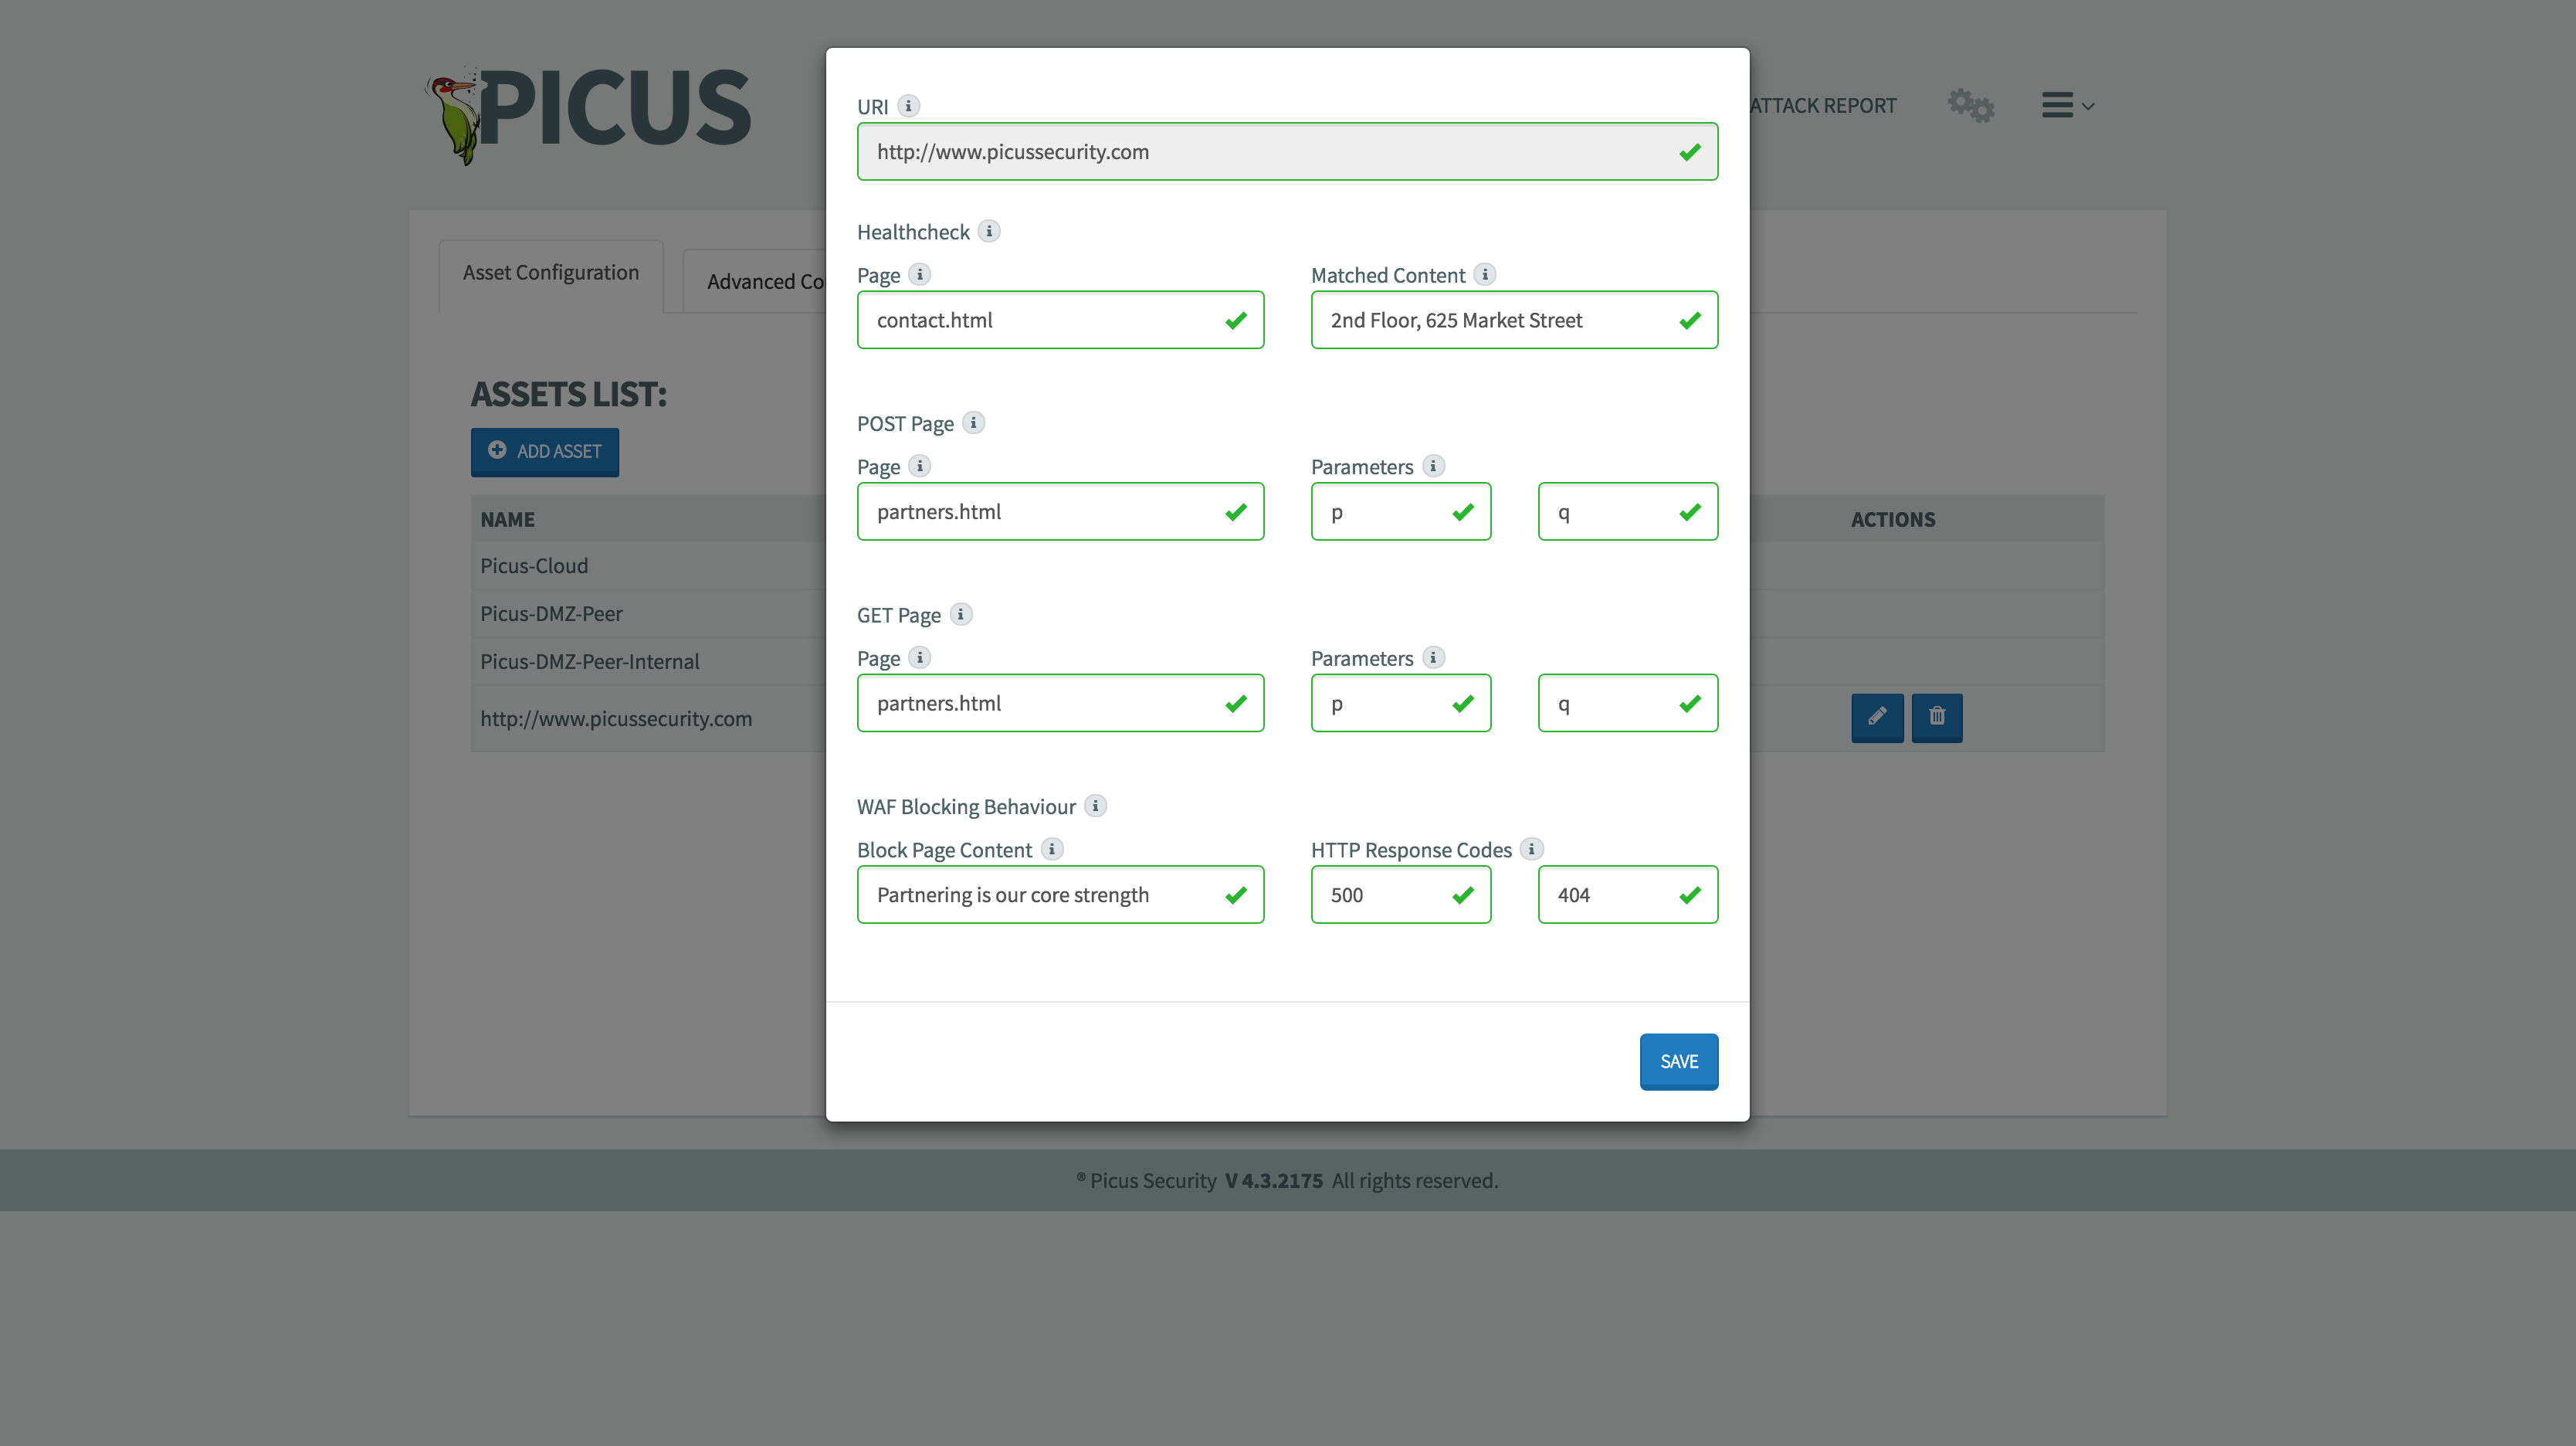 PICUS
ATTACK REPORT
Asset Configuration
Advanced Co
ASSETS LIST:
ADD ASSET
NAME
ACTIONS
Picus-Cloud
Picus-DMZ-Peer
Picus-DMZ-Peer-Internal
http://www.picussecurity.com
URI
http://www.picussecurity.com
Healthcheck
Page
Matched Content
contact.html
2nd Floor, 625 Market Street
POST Page
Page
Parameters
partners.html
p
q
GET Page
Page
Parameters
partners.html
p
q
WAF Blocking Behaviour
Block Page Content
HTTP Response Codes
Partnering is our core strength
500
404
SAVE
® Picus Security V 4.3.2175 All rights reserved.